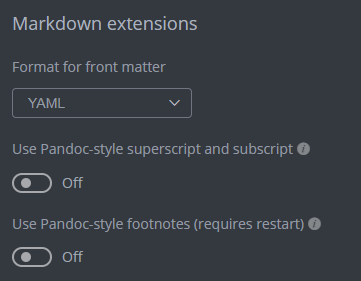 Markdown extensions
Format for front matter
YAML
Use Pandoc-style superscript and subscript
Off
Use Pandoc-style footnotes (requires restart)
Off